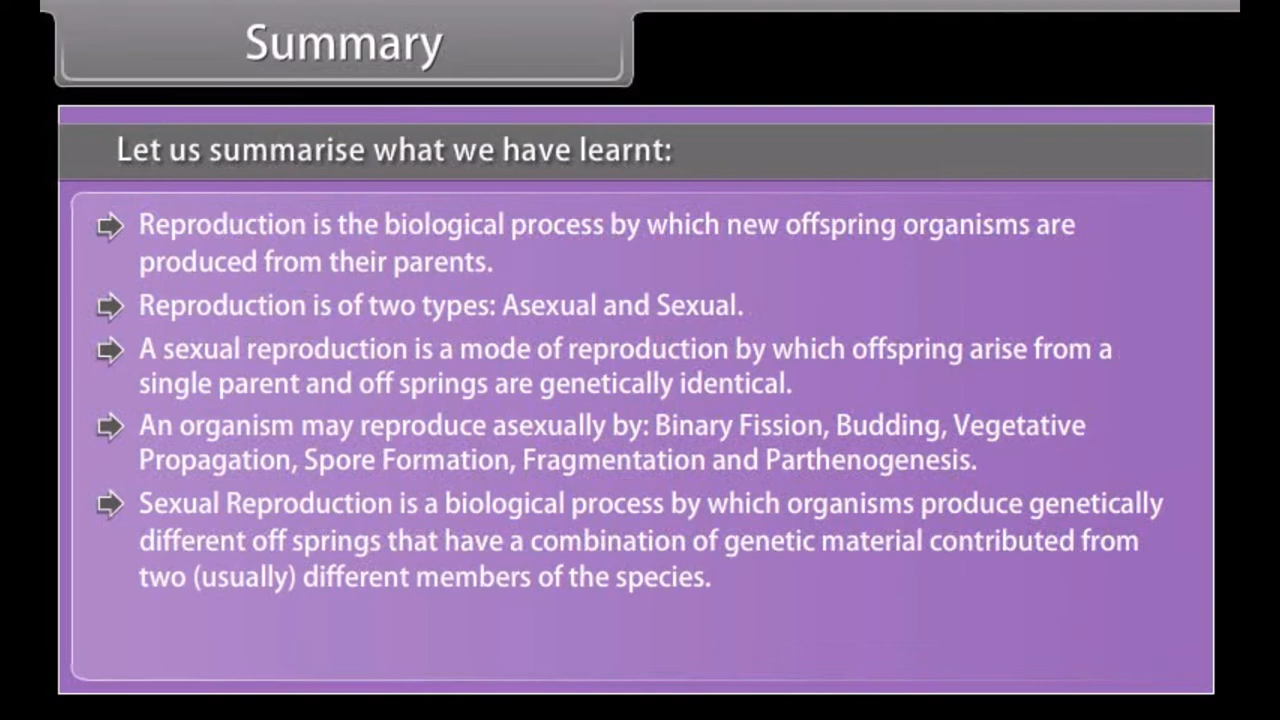 Summary
Let us summarise what we have learnt:
Reproduction is the biological process by which new offspring organisms are
produced from their parents.
Reproduction is of two types: Asexual and Sexual.
A sexual reproduction is a mode of reproduction by which offspring arise from a
single parent and off springs are genetically identical.
An organism may reproduce asexually by: Binary Fission, Budding, Vegetative
Propagation, Spore Formation, Fragmentation and Parthenogenesis.
Sexual Reproduction is a biological process by which organisms produce genetically
different off springs that have a combination of genetic material contributed from
two (usually) different members of the species.